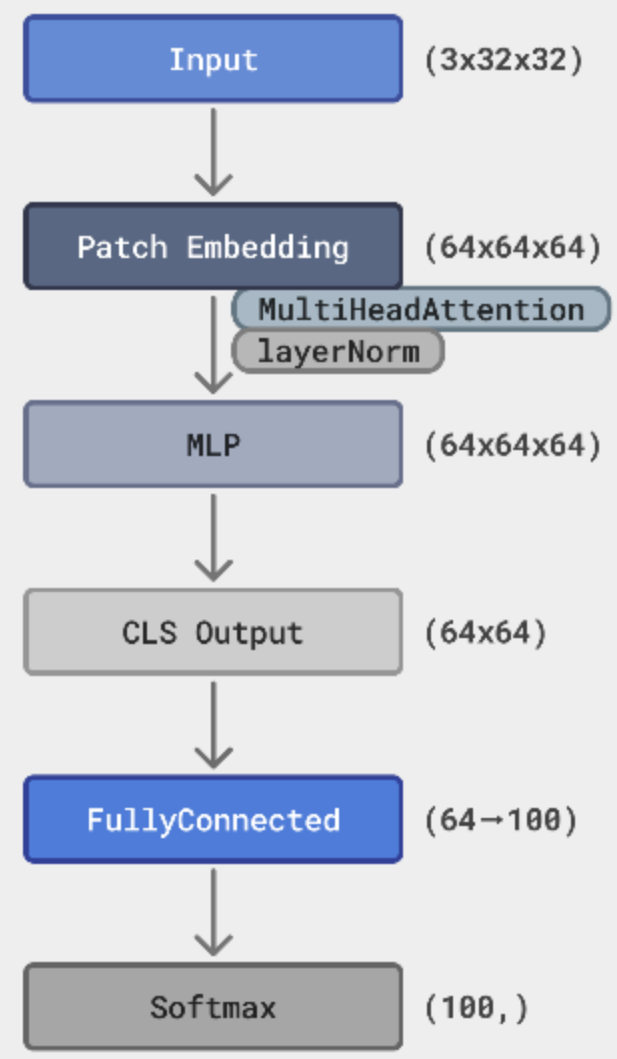 Input (3x32x32)
Patch Embedding (64x64x64)
MultiHeadAttention
layerNorm
MLP (64x64x64)
CLS Output (64x64)
FullyConnected (64→100)
Softmax (100,)